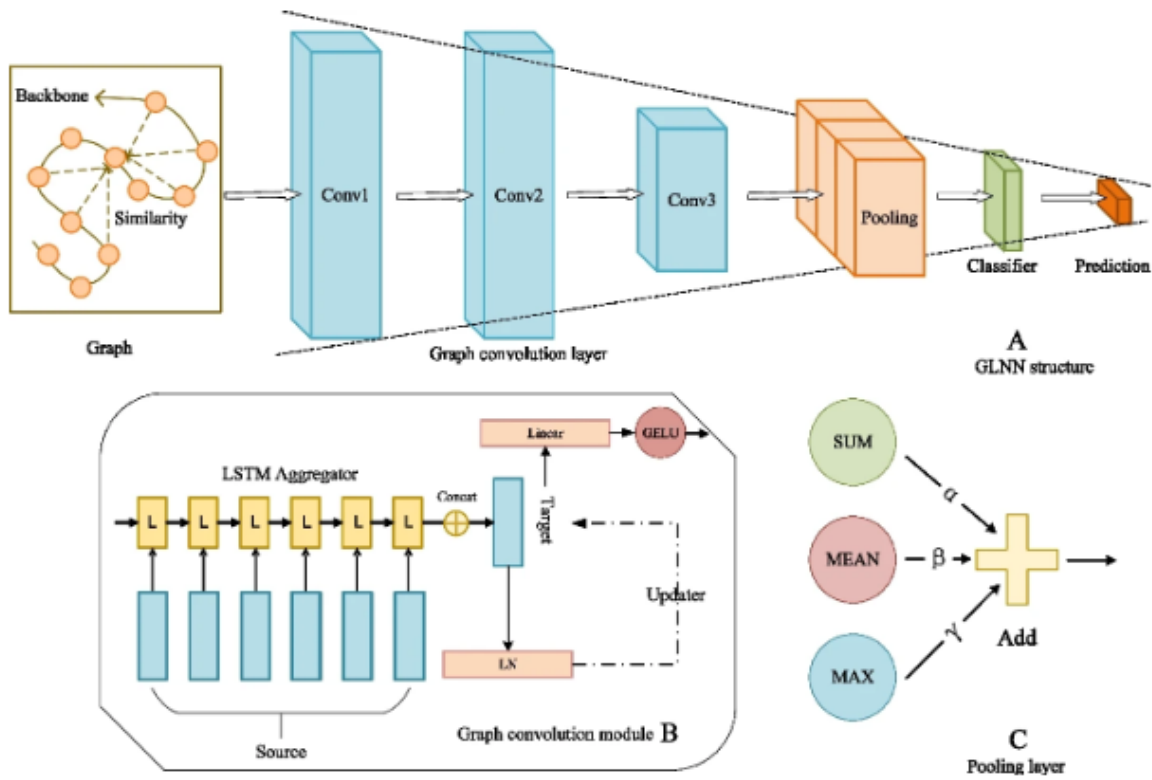 Backbone
Similarity
Graph
Conv1
Conv2
Conv3
Pooling
Classifier
Prediction
Graph convolution layer
A
GLNN structure
LSTM Aggregator
L
L
L
L
L
L
Concat
Linear
GELU
Target
Updater
LN
Source
Graph convolution module B
SUM
MEAN
MAX
α
β
γ
Add
C
Pooling layer